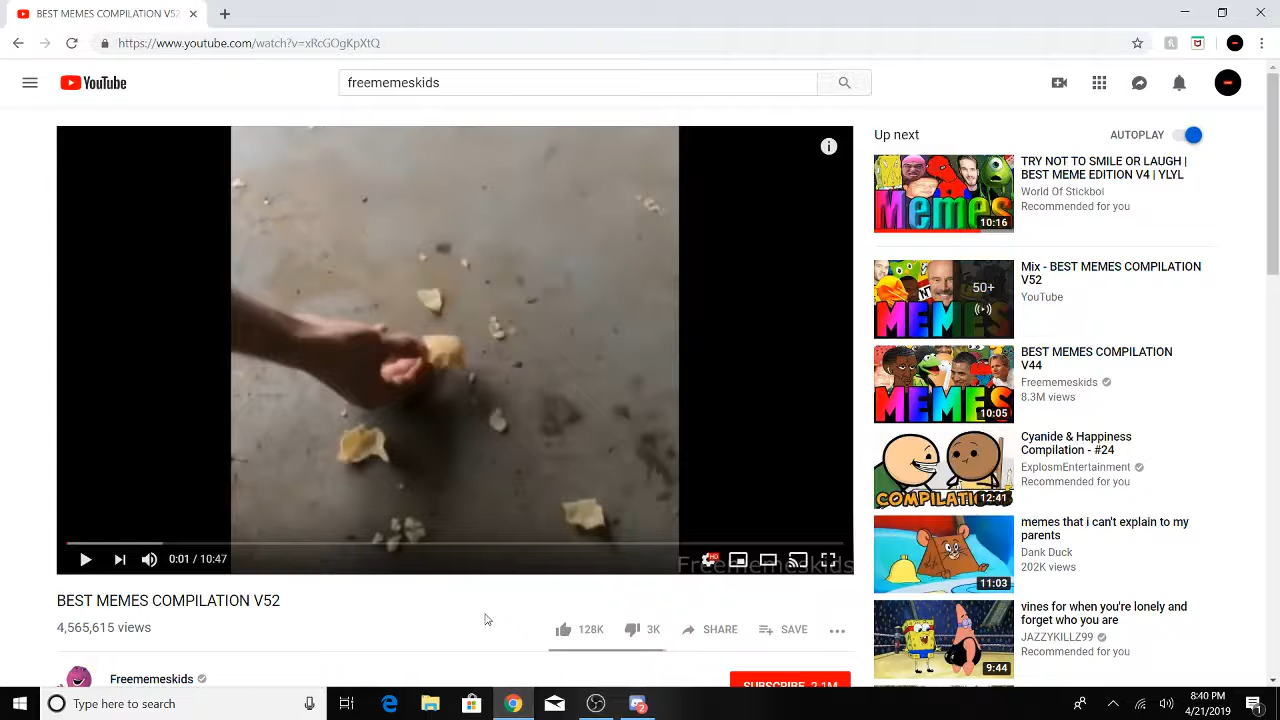 BEST MEMES COMPILATION V52
https://www.youtube.com/watch?v=xRcGOgKpXtQ
YouTube
freememeskids
Up next
AUTOPLAY
Memes
10:16
TRY NOT TO SMILE OR LAUGH |
BEST MEME EDITION V4 | YLYL
World Of Stickboi
Recommended for you
50+
MEMES
Mix - BEST MEMES COMPILATION
V52
YouTube
MEMES
10:05
BEST MEMES COMPILATION
V44
Freememeskids
8.3M views
12:41
Cyanide & Happiness
Compilation - #24
ExplosmEntertainment
Recommended for you
11:03
memes that i can't explain to my
parents
Dank Duck
202K views
9:44
vines for when you're lonely and
forget who you are
JAZZYKILLZ99
Recommended for you
0:01 / 10:47
HD
Freememeskids
BEST MEMES COMPILATION V52
4,565,615 views
128K
3K
SHARE
SAVE
Freememeskids
SUBSCRIBE 2.1M
Type here to search
8:40 PM
4/21/2019